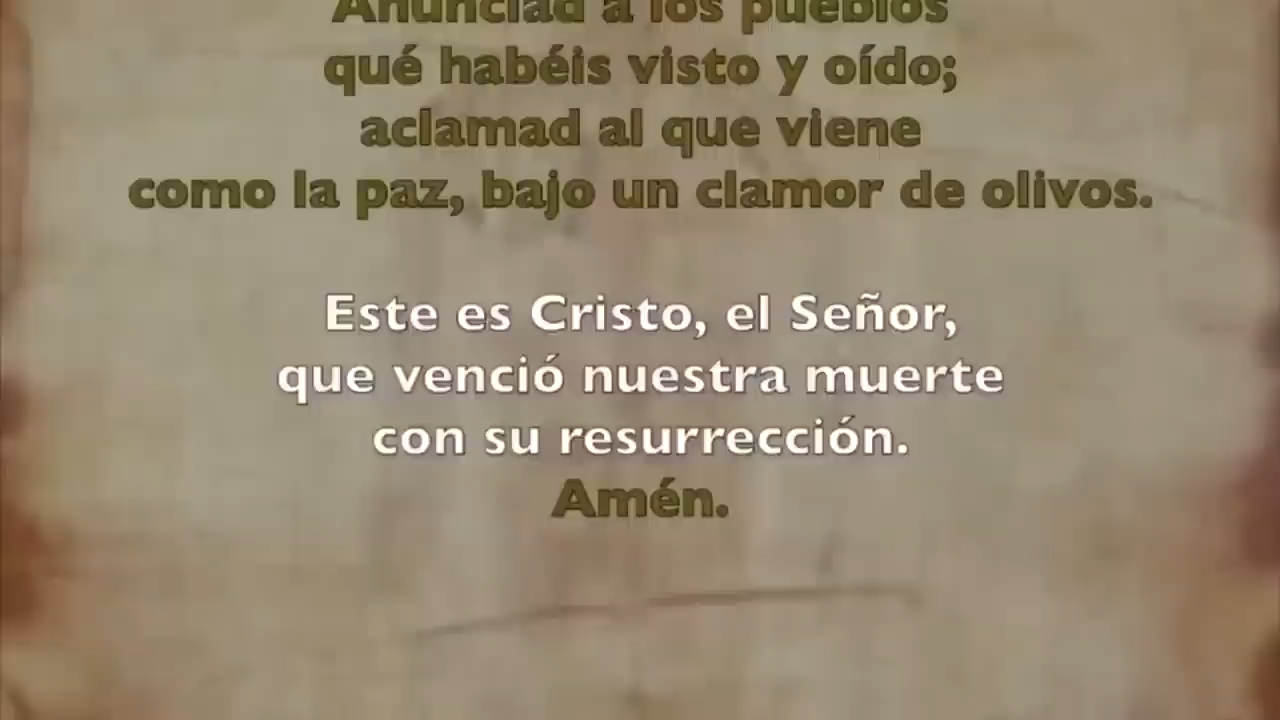 Anunciad a los pueblos
qué habéis visto y oído;
aclamad al que viene
como la paz, bajo un clamor de olivos.
Este es Cristo, el Señor,
que venció nuestra muerte
con su resurrección.
Amén.